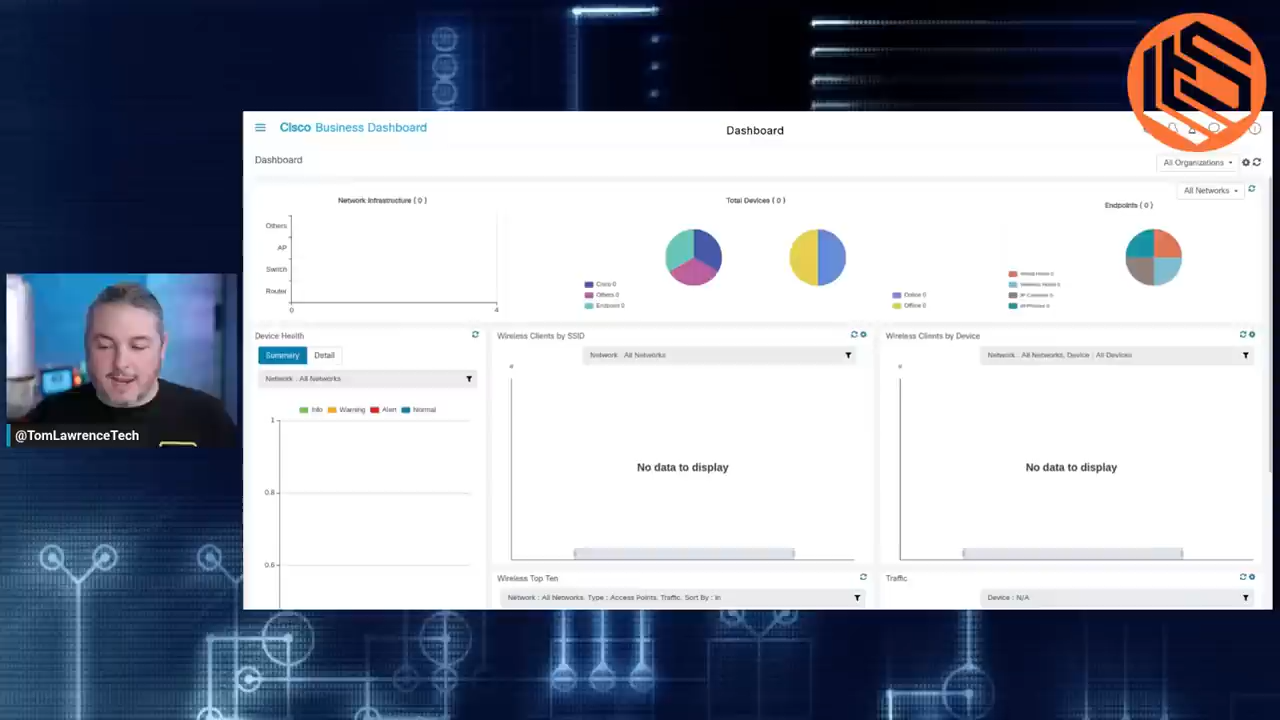 Cisco Business Dashboard
Dashboard
Dashboard
All Organizations
All Networks
Network Infrastructure ( 0 )
Others
AP
Switch
Router
0
4
Total Devices ( 0 )
Cisco 0
Others 0
Endpoint 0
Online 0
Offline 0
Endpoints ( 0 )
Device Health
Summary
Detail
Network : All Networks
Info
Warning
Alert
Normal
1
0.8
0.6
Wireless Clients by SSID
Network : All Networks
#
No data to display
Wireless Clients by Device
Network : All Networks, Device : All Devices
#
No data to display
Wireless Top Ten
Network : All Networks, Type : Access Points, Traffic, Sort By : In
Traffic
Device : N/A
@TomLawrenceTech